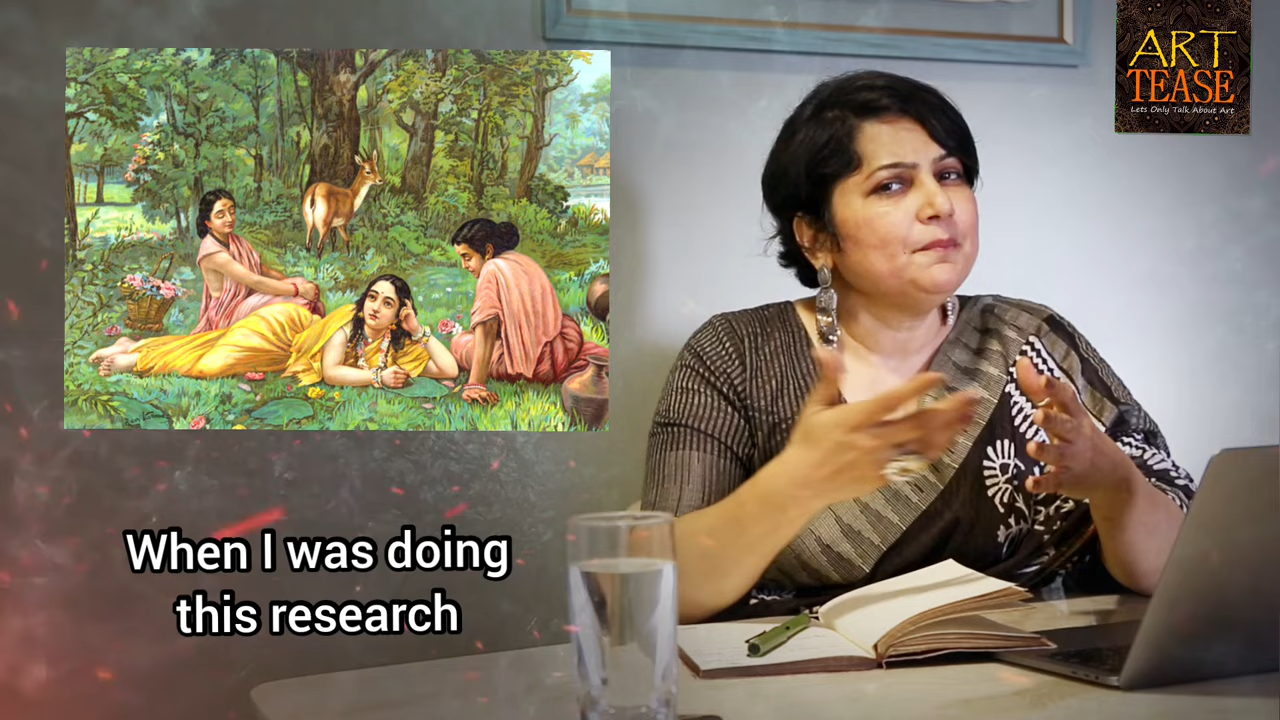 ART
TEASE
Lets Only Talk About Art
When I was doing
this research